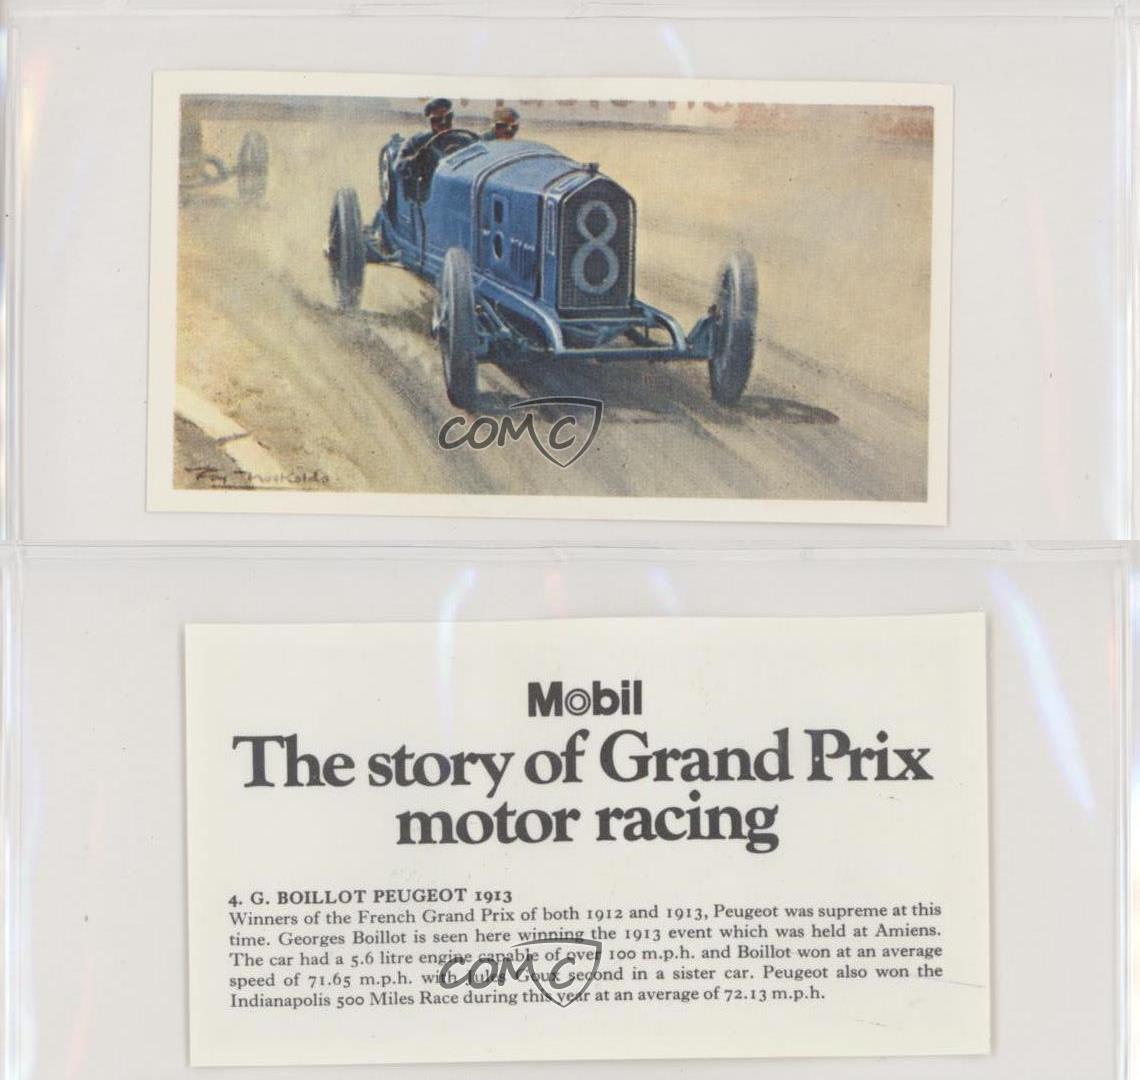 8
8
COMC
Mobil
The story of Grand Prix
motor racing
4. G. BOILLOT PEUGEOT 1913
Winners of the French Grand Prix of both 1912 and 1913, Peugeot was supreme at this
time. Georges Boillot is seen here winning the 1913 event which was held at Amiens.
The car had a 5.6 litre engine capable of over 100 m.p.h. and Boillot won at an average
speed of 71.65 m.p.h. with Jules Goux second in a sister car. Peugeot also won the
Indianapolis 500 Miles Race during this year at an average of 72.13 m.p.h.
COMC